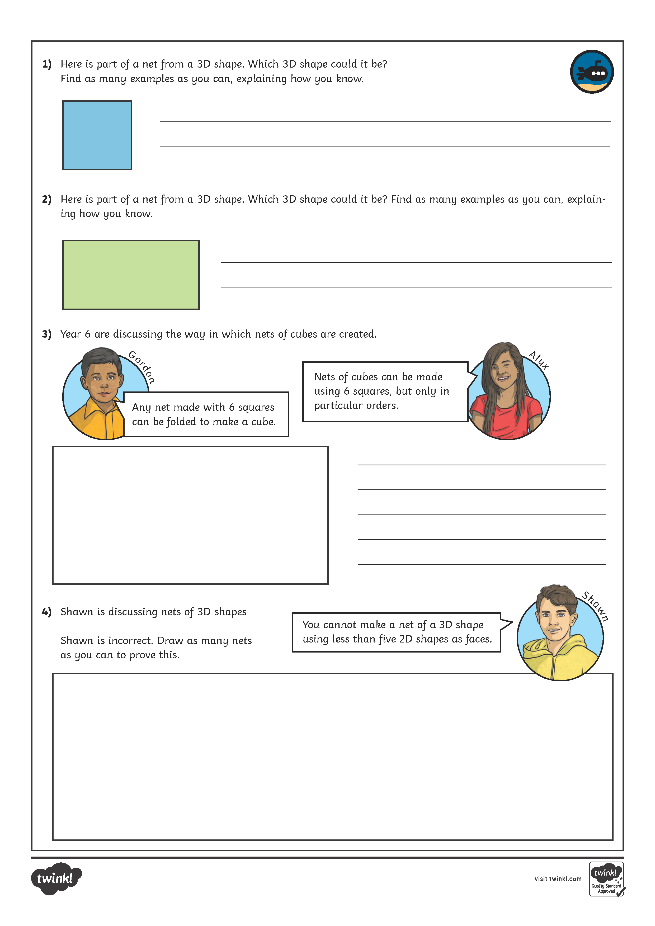 1) Here is part of a net from a 3D shape. Which 3D shape could it be?
Find as many examples as you can, explaining how you know.
2) Here is part of a net from a 3D shape. Which 3D shape could it be? Find as many examples as you can, explain-
ing how you know.
3) Year 6 are discussing the way in which nets of cubes are created.
Gordon
Any net made with 6 squares
can be folded to make a cube.
Alyx
Nets of cubes can be made
using 6 squares, but only in
particular orders.
4) Shawn is discussing nets of 3D shapes
Shawn is incorrect. Draw as many nets
as you can to prove this.
You cannot make a net of a 3D shape
using less than five 2D shapes as faces.
Shawn
twinkl
visit twinkl.com
twinkl
Quality Standard
Approved